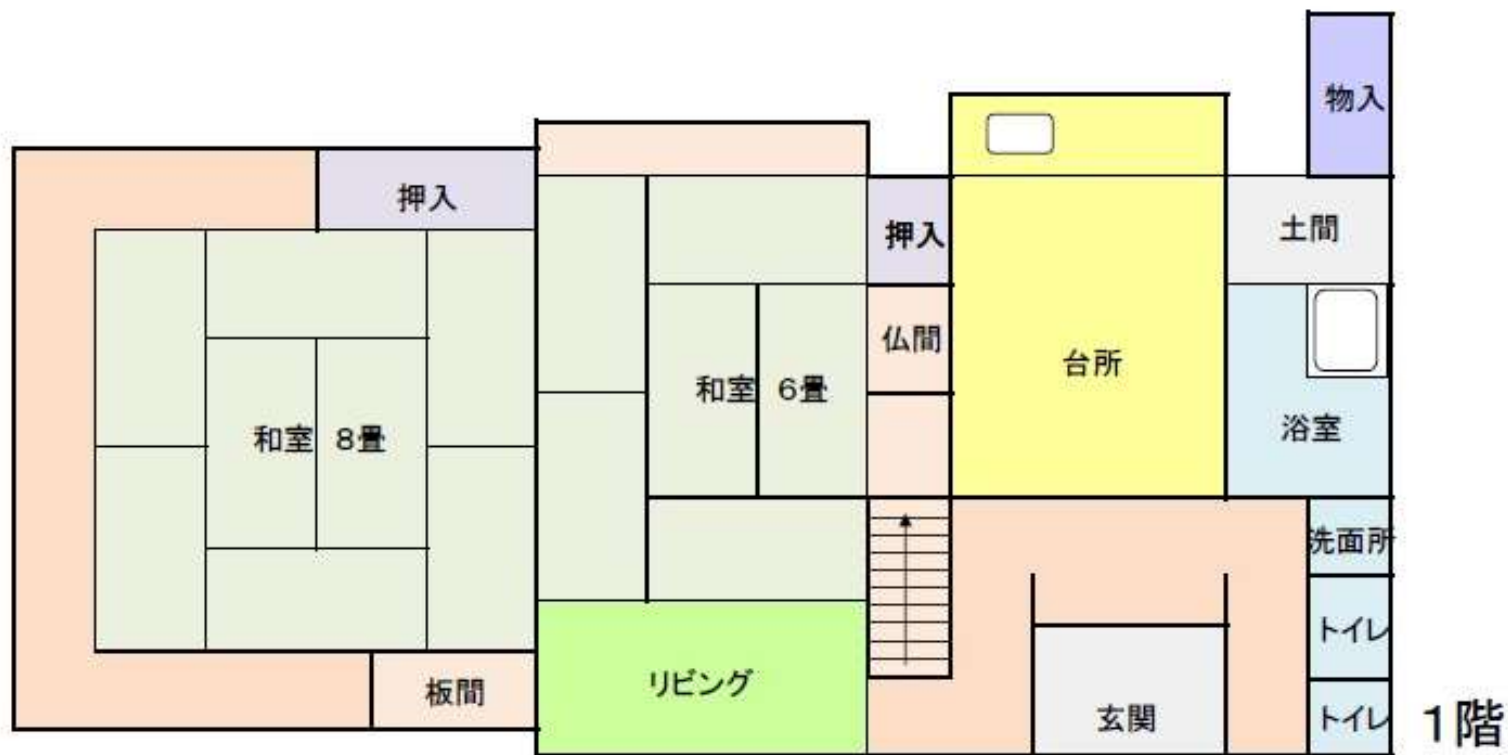 物入
押入
押入
土間
仏間
台所
和室 6畳
和室 8畳
浴室
洗面所
トイレ
リビング
板間
玄関
トイレ
1階